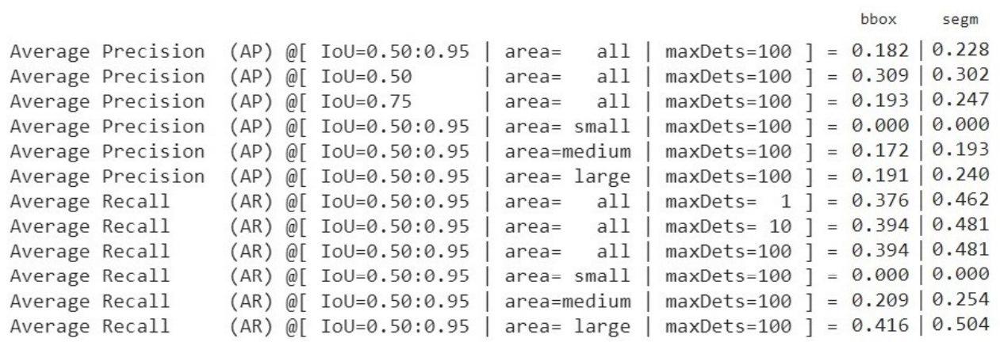 bbox segm
Average Precision (AP) @[ IoU=0.50:0.95 | area= all | maxDets=100 ] = 0.182 | 0.228
Average Precision (AP) @[ IoU=0.50 | area= all | maxDets=100 ] = 0.309 | 0.302
Average Precision (AP) @[ IoU=0.75 | area= all | maxDets=100 ] = 0.193 | 0.247
Average Precision (AP) @[ IoU=0.50:0.95 | area= small | maxDets=100 ] = 0.000 | 0.000
Average Precision (AP) @[ IoU=0.50:0.95 | area=medium | maxDets=100 ] = 0.172 | 0.193
Average Precision (AP) @[ IoU=0.50:0.95 | area= large | maxDets=100 ] = 0.191 | 0.240
Average Recall (AR) @[ IoU=0.50:0.95 | area= all | maxDets= 1 ] = 0.376 | 0.462
Average Recall (AR) @[ IoU=0.50:0.95 | area= all | maxDets= 10 ] = 0.394 | 0.481
Average Recall (AR) @[ IoU=0.50:0.95 | area= all | maxDets=100 ] = 0.394 | 0.481
Average Recall (AR) @[ IoU=0.50:0.95 | area= small | maxDets=100 ] = 0.000 | 0.000
Average Recall (AR) @[ IoU=0.50:0.95 | area=medium | maxDets=100 ] = 0.209 | 0.254
Average Recall (AR) @[ IoU=0.50:0.95 | area= large | maxDets=100 ] = 0.416 | 0.504